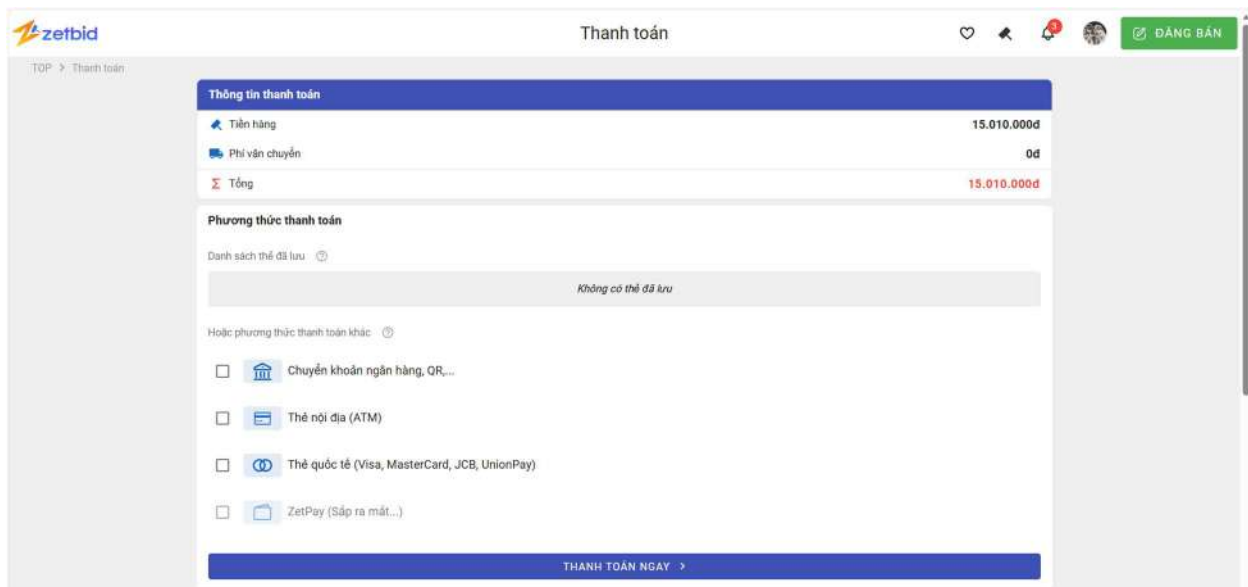 zetbid
Thanh toán
3
ĐĂNG BÁN
TOP > Thanh toán
Thông tin thanh toán
Tiền hàng 15.010.000đ
Phí vận chuyển 0đ
Σ Tổng 15.010.000đ
Phương thức thanh toán
Danh sách thẻ đã lưu ?
Không có thẻ đã lưu
Hoặc phương thức thanh toán khác ?
Chuyển khoản ngân hàng, QR,...
Thẻ nội địa (ATM)
Thẻ quốc tế (Visa, MasterCard, JCB, UnionPay)
ZetPay (Sắp ra mắt...)
THANH TOÁN NGAY >